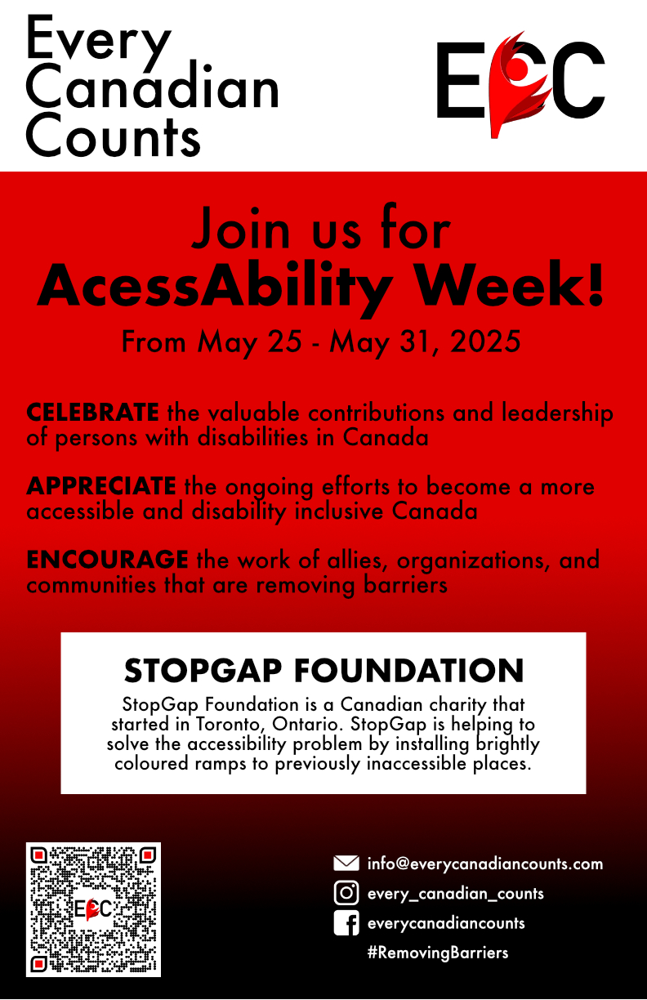 Every
Canadian
Counts
ECC
Join us for
AcessAbility Week!
From May 25 - May 31, 2025
CELEBRATE the valuable contributions and leadership
of persons with disabilities in Canada
APPRECIATE the ongoing efforts to become a more
accessible and disability inclusive Canada
ENCOURAGE the work of allies, organizations, and
communities that are removing barriers
STOPGAP FOUNDATION
StopGap Foundation is a Canadian charity that
started in Toronto, Ontario. StopGap is helping to
solve the accessibility problem by installing brightly
coloured ramps to previously inaccessible places.
ECC
info@everycanadiancounts.com
every_canadian_counts
everycanadiancounts
#RemovingBarriers